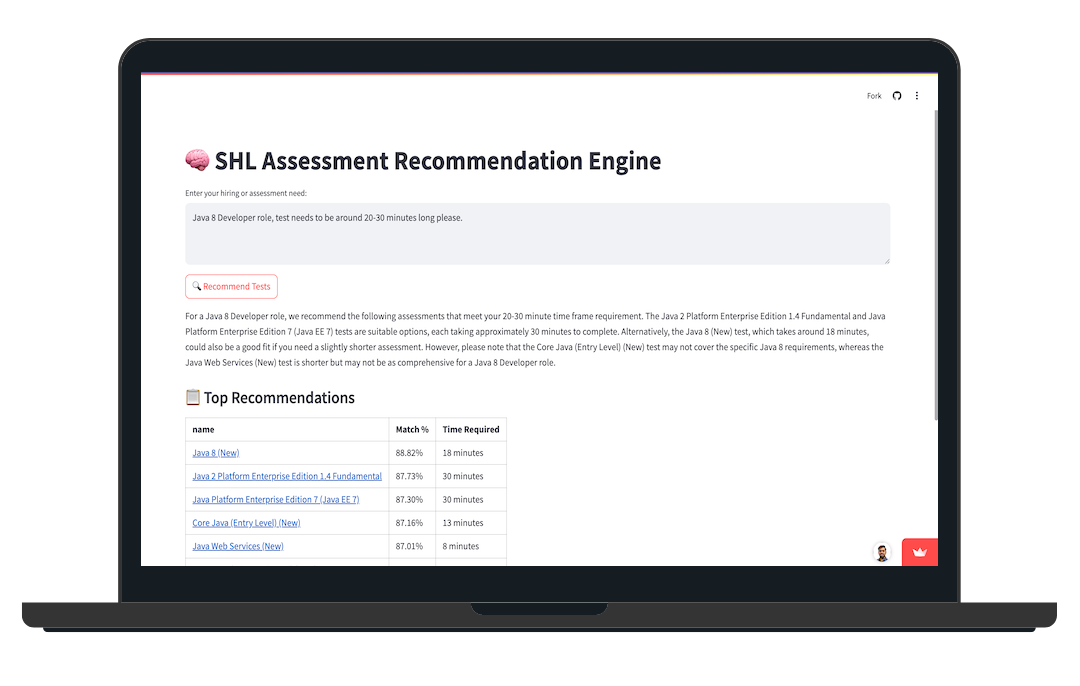 Fork
SHL Assessment Recommendation Engine
Enter your hiring or assessment need:
Java 8 Developer role, test needs to be around 20-30 minutes long please.
Recommend Tests
For a Java 8 Developer role, we recommend the following assessments that meet your 20-30 minute time frame requirement. The Java 2 Platform Enterprise Edition 1.4 Fundamental and Java
Platform Enterprise Edition 7 (Java EE 7) tests are suitable options, each taking approximately 30 minutes to complete. Alternatively, the Java 8 (New) test, which takes around 18 minutes,
could also be a good fit if you need a slightly shorter assessment. However, please note that the Core Java (Entry Level) (New) test may not cover the specific Java 8 requirements, whereas the
Java Web Services (New) test is shorter but may not be as comprehensive for a Java 8 Developer role.
Top Recommendations
name Match % Time Required
Java 8 (New) 88.82% 18 minutes
Java 2 Platform Enterprise Edition 1.4 Fundamental 87.73% 30 minutes
Java Platform Enterprise Edition 7 (Java EE 7) 87.30% 30 minutes
Core Java (Entry Level) (New) 87.16% 13 minutes
Java Web Services (New) 87.01% 8 minutes